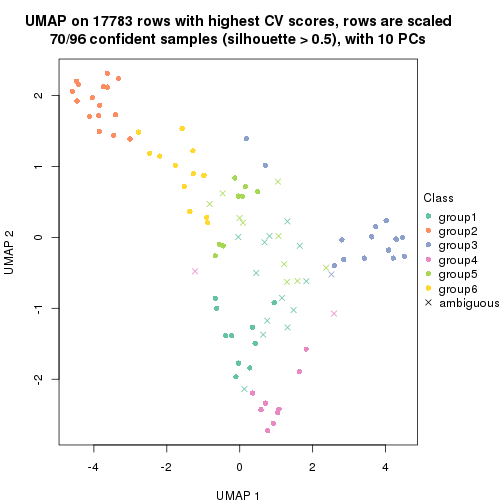 UMAP on 17783 rows with highest CV scores, rows are scaled
70/96 confident samples (silhouette > 0.5), with 10 PCs
2
1
0
-1
-2
UMAP 2
-4
-2
0
2
4
UMAP 1
Class
group1
group2
group3
group4
group5
group6
ambiguous